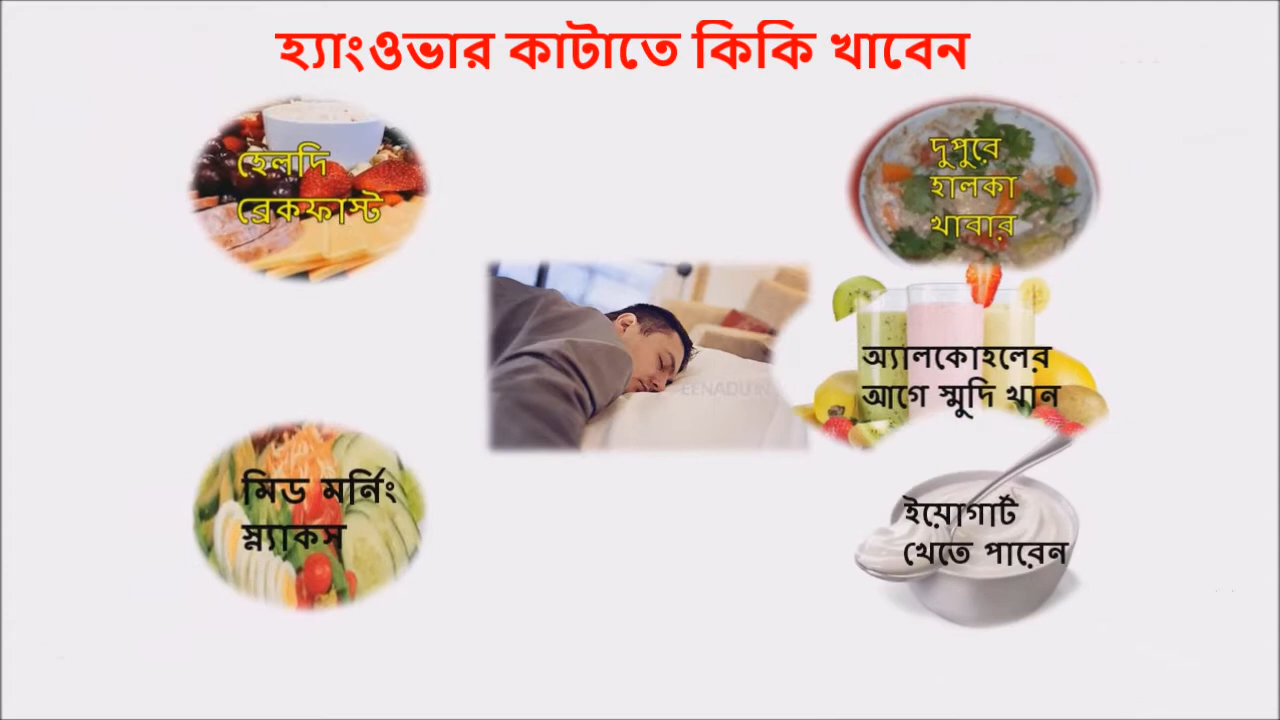 হ্যাংওভার কাটাতে কিকি খাবেন
হেলদি
ব্রেকফাস্ট
দুপুরে
হালকা
খাবার
EENADU.IN
অ্যালকোহলের
আগে স্মুদি খান
মিড মর্নিং
স্ন্যাকস
ইয়োগার্ট
খেতে পারেন